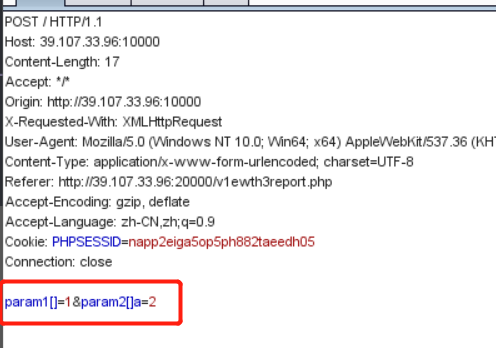 POST / HTTP/1.1
Host: 39.107.33.96:10000
Content-Length: 17
Accept: */*
Origin: http://39.107.33.96:10000
X-Requested-With: XMLHttpRequest
User-Agent: Mozilla/5.0 (Windows NT 10.0; Win64; x64) AppleWebKit/537.36 (KHT
Content-Type: application/x-www-form-urlencoded; charset=UTF-8
Referer: http://39.107.33.96:20000/v1ewth3report.php
Accept-Encoding: gzip, deflate
Accept-Language: zh-CN,zh;q=0.9
Cookie: PHPSESSID=napp2eiga5op5ph882taeedh05
Connection: close
param1[]=1&param2[]a=2